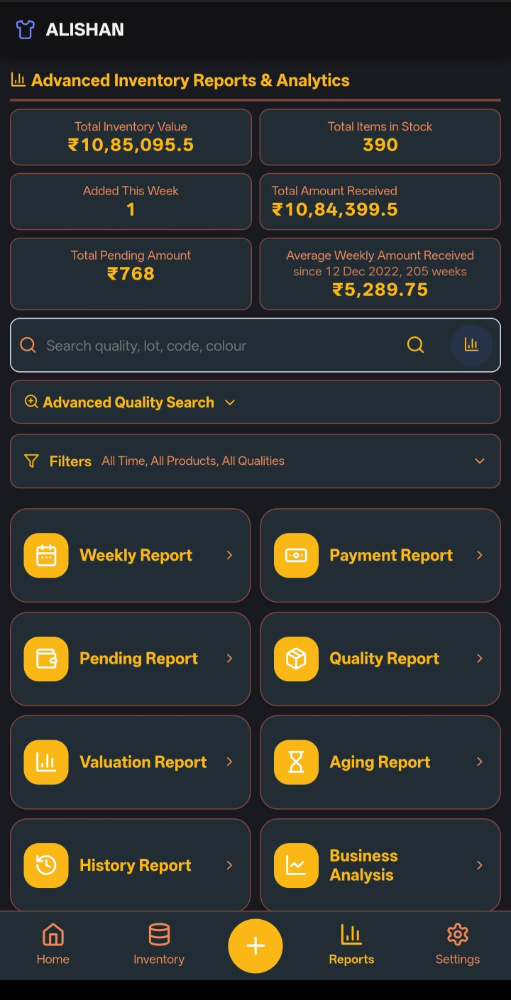 ALISHAN
Advanced Inventory Reports & Analytics
Total Inventory Value
₹10,85,095.5
Total Items in Stock
390
Added This Week
1
Total Amount Received
₹10,84,399.5
Total Pending Amount
₹768
Average Weekly Amount Received
since 12 Dec 2022, 205 weeks
₹5,289.75
Search quality, lot, code, colour
Advanced Quality Search
Filters All Time, All Products, All Qualities
Weekly Report
Payment Report
Pending Report
Quality Report
Valuation Report
Aging Report
History Report
Business
Analysis
Home
Inventory
Reports
Settings